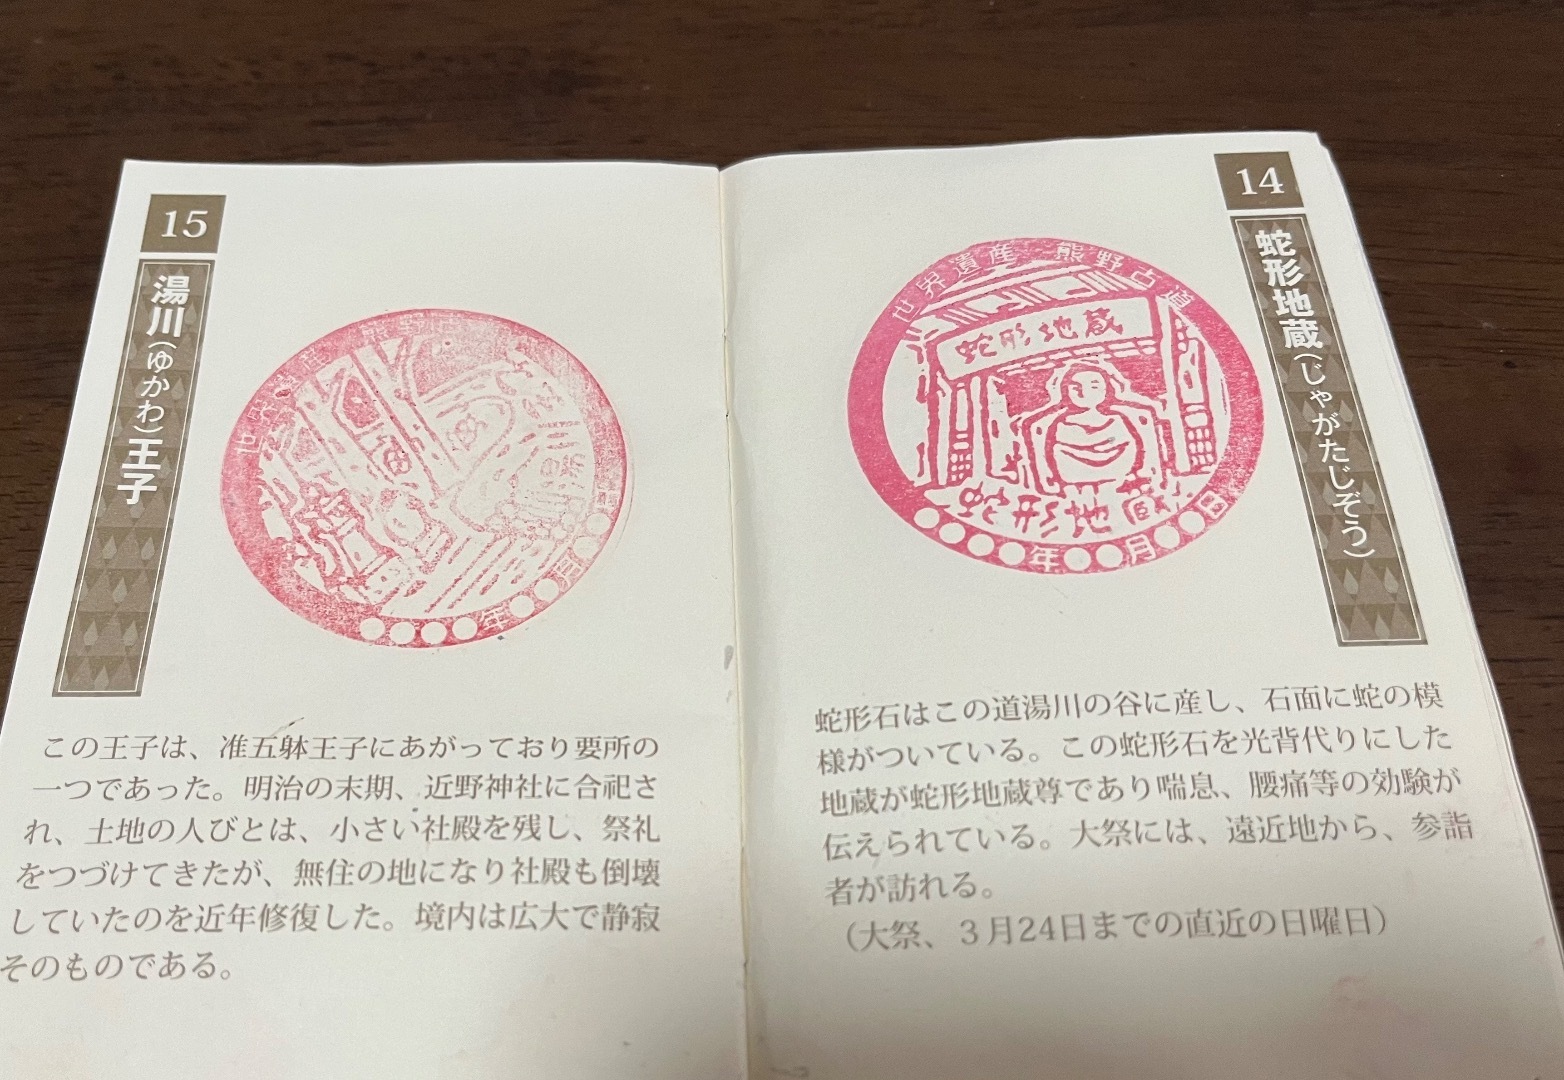 14
蛇形地蔵(じゃがたじぞう)
世界遺産 熊野古道
蛇形地蔵
蛇形地蔵
年 月 日
蛇形石はこの道湯川の谷に産し、石面に蛇の模
様がついている。この蛇形石を光背代りにした
地蔵が蛇形地蔵尊であり喘息、腰痛等の効験が
伝えられている。大祭には、遠近地から、参詣
者が訪れる。
(大祭、3月24日までの直近の日曜日)
15
湯川(ゆかわ)王子
世界遺産 熊野古道
年 月
この王子は、准五躰王子にあがっており要所の
一つであった。明治の末期、近野神社に合祀さ
れ、土地の人びとは、小さい社殿を残し、祭礼
をつづけてきたが、無住の地になり社殿も倒壊
していたのを近年修復した。境内は広大で静寂
そのものである。